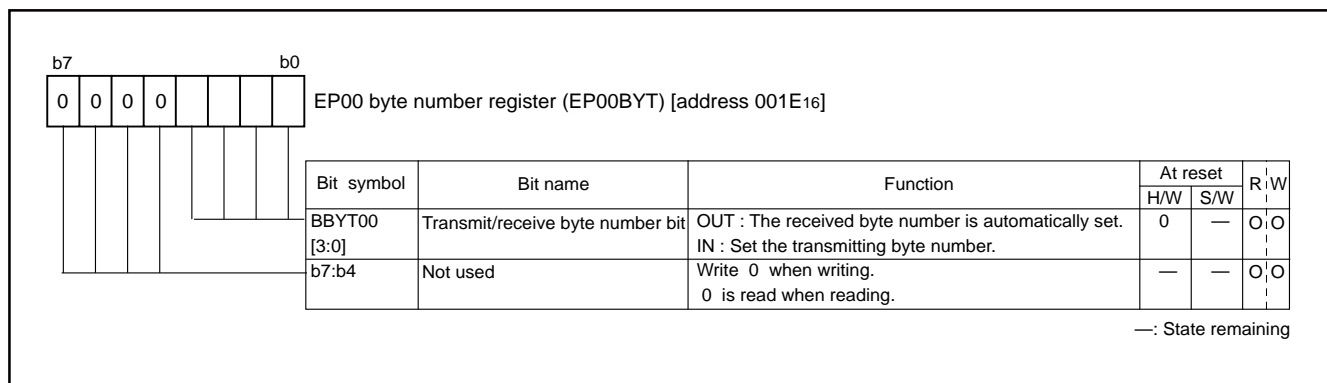 b7 b0
0 0 0 0
EP00 byte number register (EP00BYT) [address 001E16]
Bit symbol Bit name Function At reset R W
H/W S/W
BBYT00 Transmit/receive byte number bit OUT : The received byte number is automatically set. 0 — O O
[3:0] IN : Set the transmitting byte number.
b7:b4 Not used Write 0 when writing. — — O O
0 is read when reading.
—: State remaining